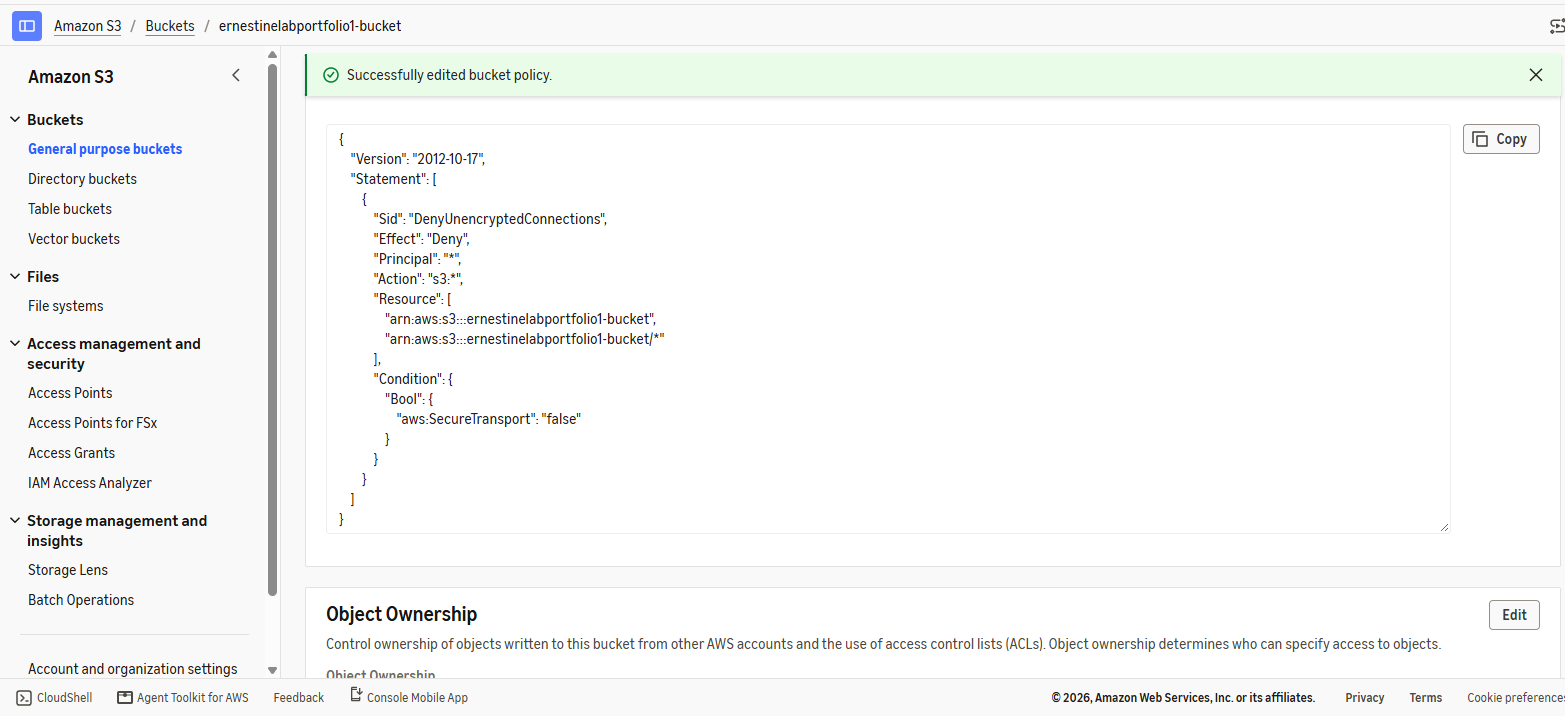 Amazon S3 / Buckets / ernestinelabportfolio1-bucket
Amazon S3
Buckets
General purpose buckets
Directory buckets
Table buckets
Vector buckets
Files
File systems
Access management and
security
Access Points
Access Points for FSx
Access Grants
IAM Access Analyzer
Storage management and
insights
Storage Lens
Batch Operations
Account and organization settings
Successfully edited bucket policy.
Copy
{
"Version": "2012-10-17",
"Statement": [
{
"Sid": "DenyUnencryptedConnections",
"Effect": "Deny",
"Principal": "*",
"Action": "s3:*",
"Resource": [
"arn:aws:s3:::ernestinelabportfolio1-bucket",
"arn:aws:s3:::ernestinelabportfolio1-bucket/*"
],
"Condition": {
"Bool": {
"aws:SecureTransport": "false"
}
}
}
]
}
Object Ownership
Edit
Control ownership of objects written to this bucket from other AWS accounts and the use of access control lists (ACLs). Object ownership determines who can specify access to objects.
Object Ownership
CloudShell
Agent Toolkit for AWS
Feedback
Console Mobile App
© 2026, Amazon Web Services, Inc. or its affiliates.
Privacy
Terms
Cookie preferences